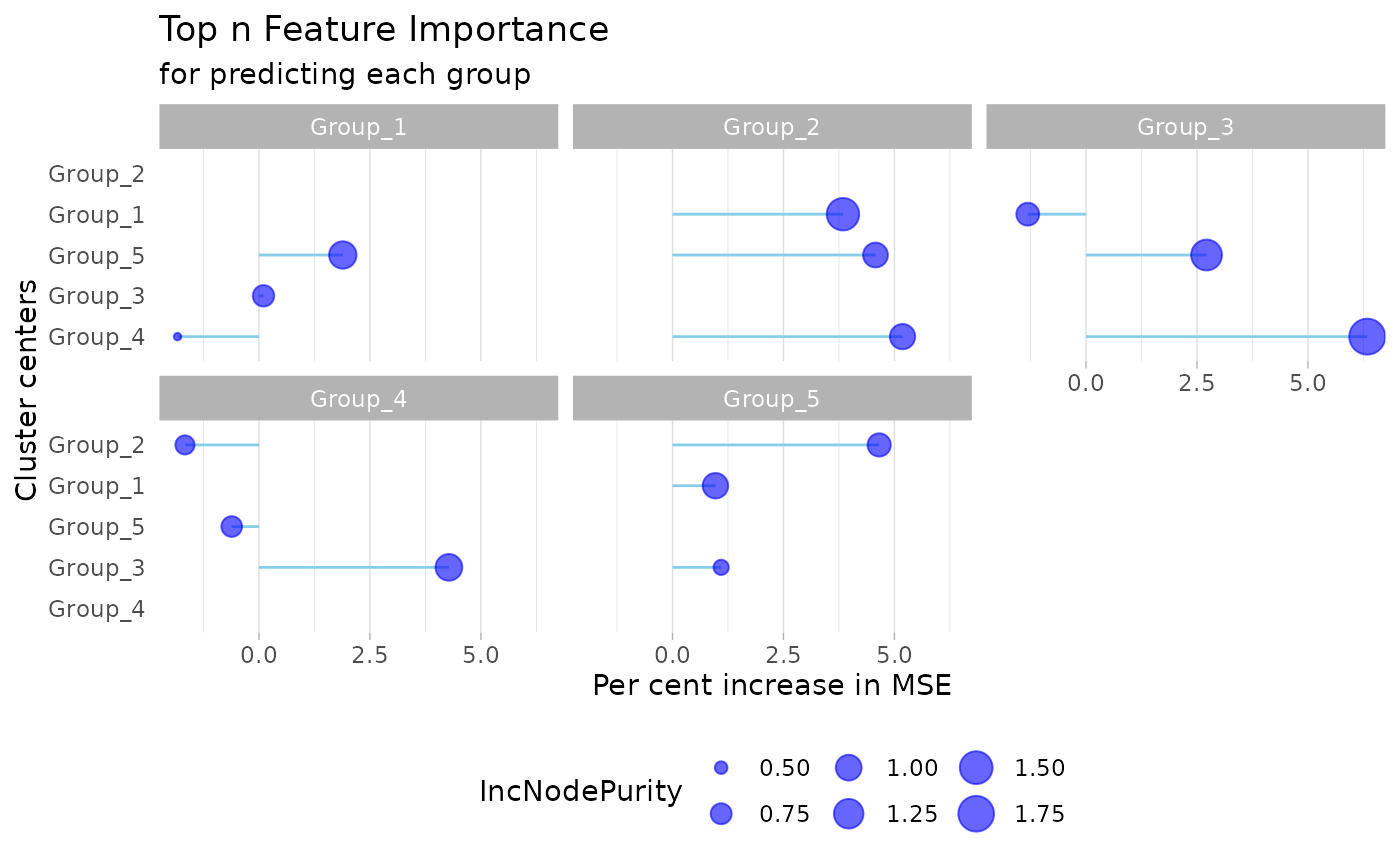 Top n Feature Importance
for predicting each group
Group_1 Group_2 Group_3
Cluster centers
Group_2
Group_1
Group_5
Group_3
Group_4
0.0 2.5 5.0
Group_4 Group_5
Group_2
Group_1
Group_5
Group_3
Group_4
0.0 2.5 5.0 0.0 2.5 5.0
Per cent increase in MSE
IncNodePurity
0.50 1.00 1.50
0.75 1.25 1.75